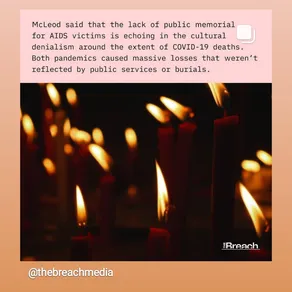 McLeod said that the lack of public memorial
for AIDS victims is echoing in the cultural
denialism around the extent of COVID-19 deaths.
Both pandemics caused massive losses that weren't
reflected by public services or burials.
The Breach
@thebreachmedia